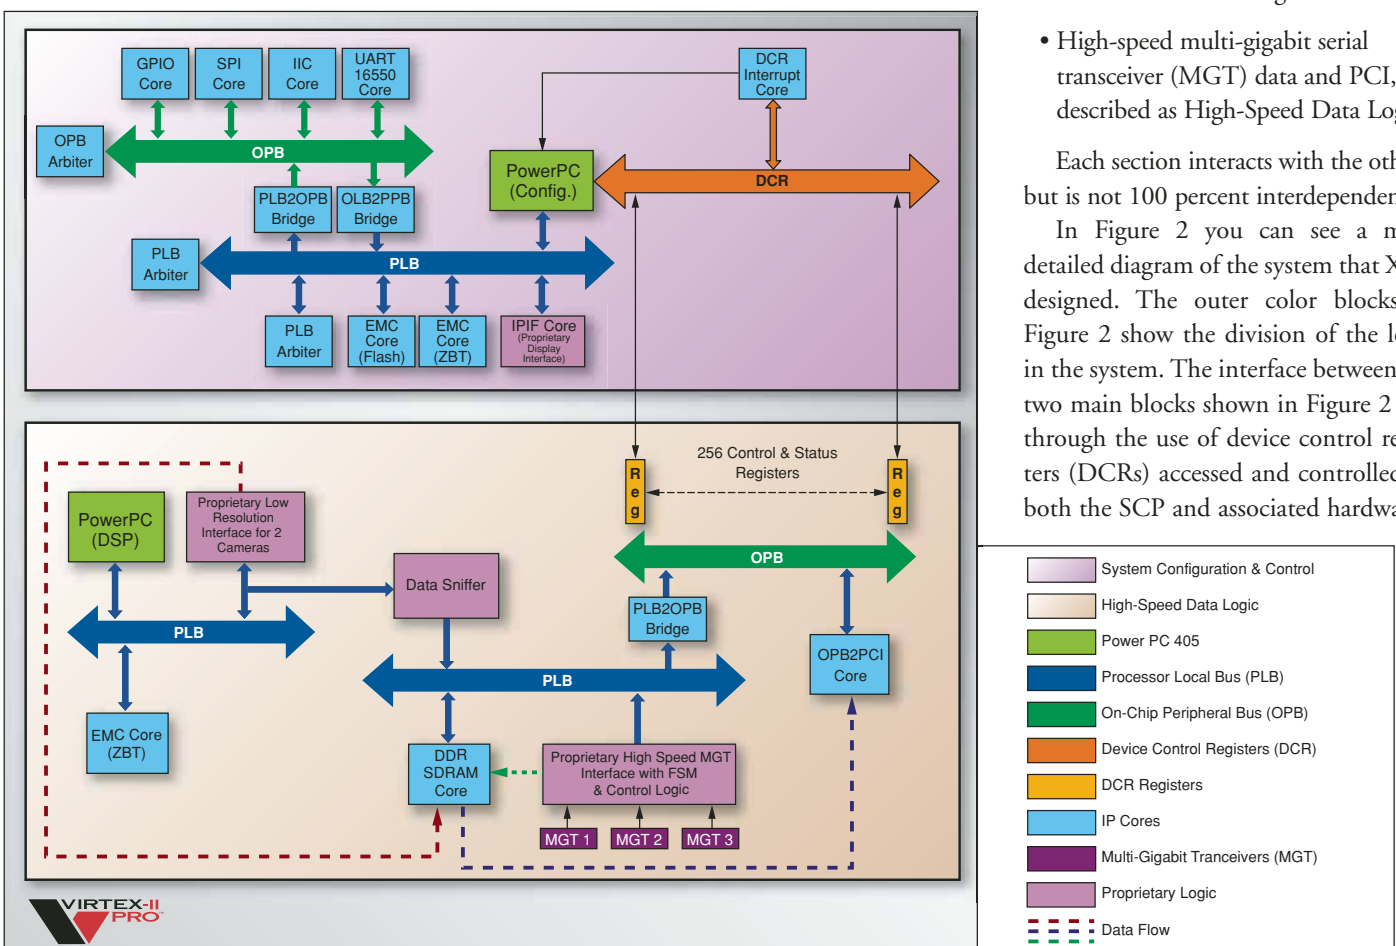 GPIO
Core
SPI
Core
IIC
Core
UART
16550
Core
DCR
Interrupt
Core
OPB
Arbiter
OPB
PowerPC
(Config.)
DCR
PLB2OPB
Bridge
OLB2PPB
Bridge
PLB
Arbiter
PLB
PLB
Arbiter
EMC
Core
(Flash)
EMC
Core
(ZBT)
IPIF Core
(Proprietary
Display
Interface)
256 Control & Status
Registers
Reg
Reg
PowerPC
(DSP)
Proprietary Low
Resolution
Interface for 2
Cameras
Data Sniffer
OPB
PLB
PLB2OPB
Bridge
OPB2PCI
Core
PLB
EMC Core
(ZBT)
DDR
SDRAM
Core
Proprietary High Speed MGT
Interface with FSM
& Control Logic
MGT 1
MGT 2
MGT 3
VIRTEX-II
PRO™
• High-speed multi-gigabit serial
transceiver (MGT) data and PCI,
described as High-Speed Data Log
Each section interacts with the oth
but is not 100 percent interdependen
In Figure 2 you can see a m
detailed diagram of the system that X
designed. The outer color blocks
Figure 2 show the division of the l
in the system. The interface between
two main blocks shown in Figure 2
through the use of device control re
ters (DCRs) accessed and controlled
both the SCP and associated hardwa
System Configuration & Control
High-Speed Data Logic
Power PC 405
Processor Local Bus (PLB)
On-Chip Peripheral Bus (OPB)
Device Control Registers (DCR)
DCR Registers
IP Cores
Multi-Gigabit Tranceivers (MGT)
Proprietary Logic
Data Flow